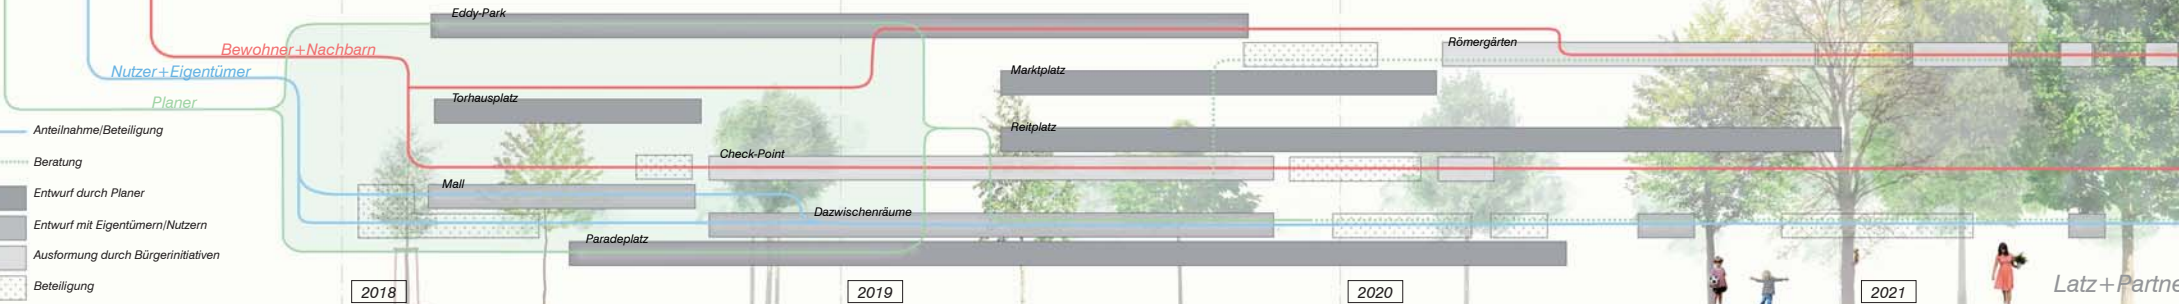 Eddy-Park
Bewohner+Nachbarn
Römergärten
Nutzer+Eigentümer
Marktplatz
Planer
Torhausplatz
Anteilnahme/Beteiligung
Reitplatz
Beratung
Check-Point
Entwurf durch Planer
Mall
Dazwischenräume
Entwurf mit Eigentümern/Nutzern
Paradeplatz
Ausformung durch Bürgerinitiativen
Beteiligung
2018
2019
2020
2021
Latz+Partne